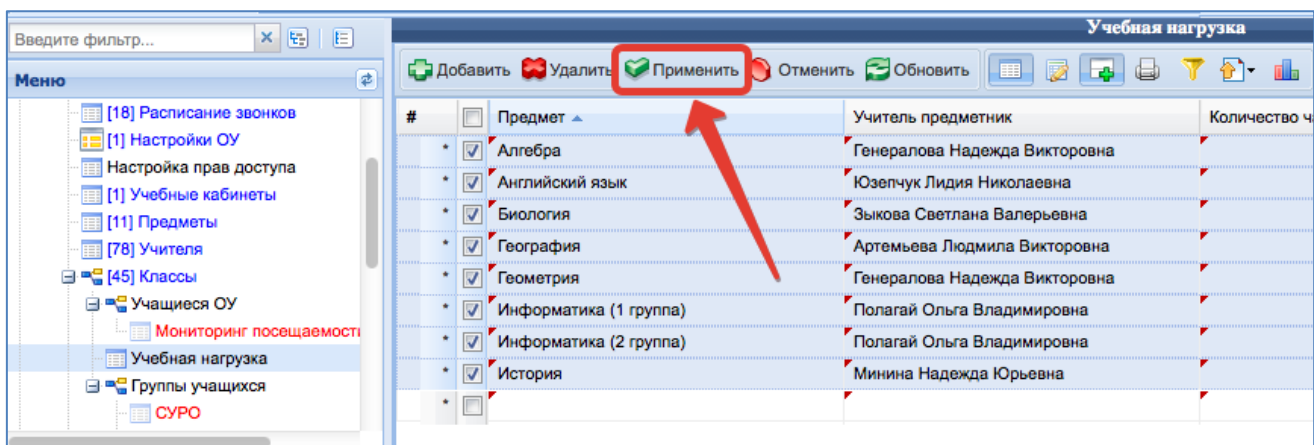 Введите фильтр...
Меню
[18] Расписание звонков
[1] Настройки ОУ
Настройка прав доступа
[1] Учебные кабинеты
[11] Предметы
[78] Учителя
[45] Классы
Учащиеся ОУ
Мониторинг посещаемости
Учебная нагрузка
Группы учащихся
СУРО
Учебная нагрузка
Добавить Удалить Применить Отменить Обновить
# Предмет Учитель предметник Количество ч
* Алгебра Генералова Надежда Викторовна
* Английский язык Юзепчук Лидия Николаевна
* Биология Зыкова Светлана Валерьевна
* География Артемьева Людмила Викторовна
* Геометрия Генералова Надежда Викторовна
* Информатика (1 группа) Полагай Ольга Владимировна
* Информатика (2 группа) Полагай Ольга Владимировна
* История Минина Надежда Юрьевна
*